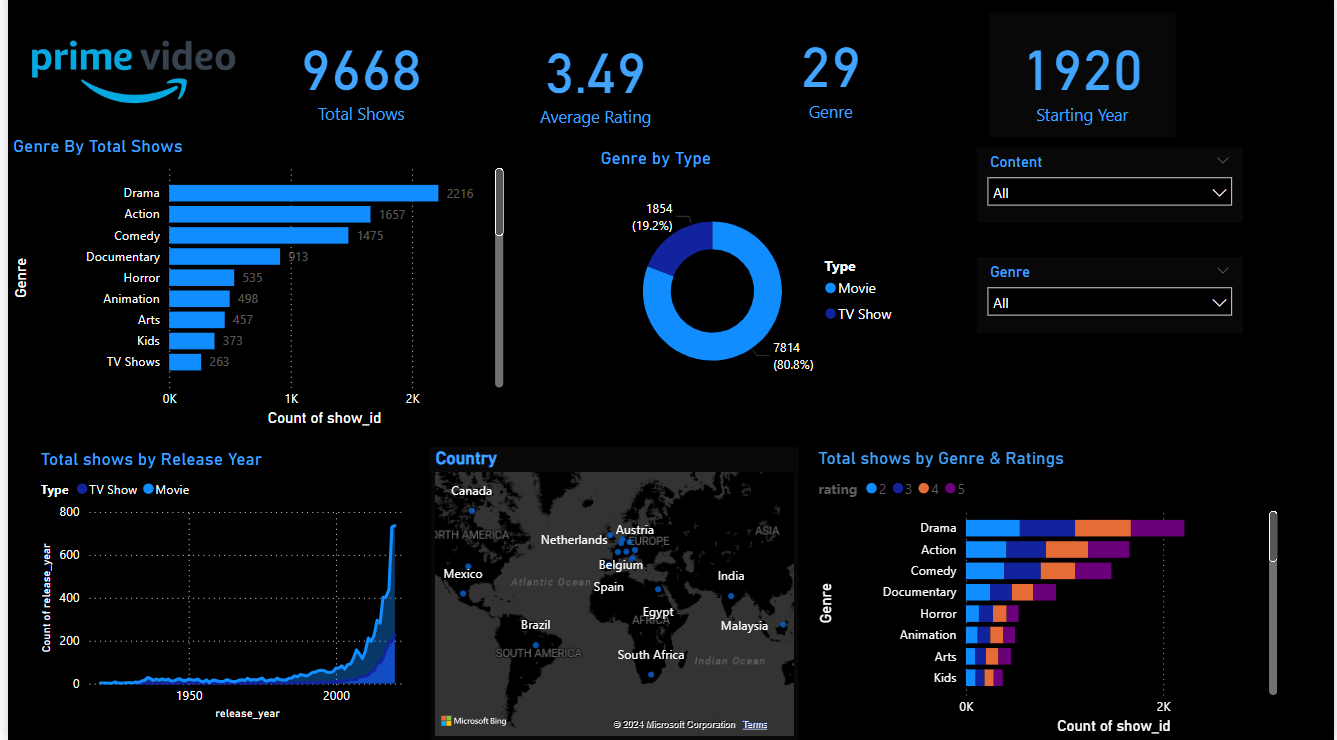 prime video
9668
Total Shows
3.49
Average Rating
29
Genre
1920
Starting Year
Genre By Total Shows
Genre
Drama 2216
Action 1657
Comedy 1475
Documentary 913
Horror 535
Animation 498
Arts 457
Kids 373
TV Shows 263
0K 1K 2K
Count of show_id
Genre by Type
1854
(19.2%)
7814
(80.8%)
Type
Movie
TV Show
Content
All
Genre
All
Total shows by Release Year
Type TV Show Movie
Count of release_year
800
600
400
200
0
1950 2000
release_year
Country
Canada
ORTH AMERICA
Austria
Netherlands
EUROPE
ASIA
Belgium
Mexico
Atlantic Ocean
Spain
India
Egypt
AFRICA
Brazil
Malaysia
SOUTH AMERICA
South Africa
Indian Ocean
Microsoft Bing
© 2024 Microsoft Corporation Terms
Total shows by Genre & Ratings
rating 2 3 4 5
Genre
Drama
Action
Comedy
Documentary
Horror
Animation
Arts
Kids
0K 2K
Count of show_id